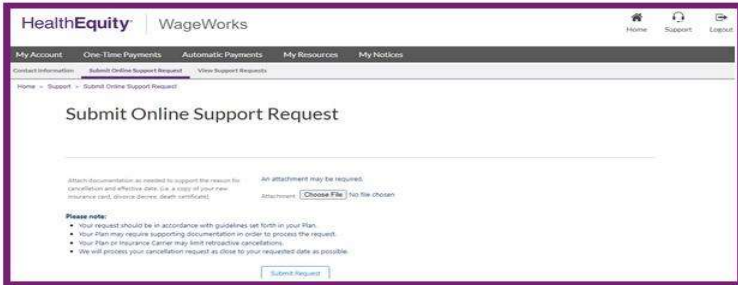 HealthEquity WageWorks
Home Support Logout
My Account One-Time Payments Automatic Payments My Resources My Notices
Contact Information Submit Online Support Request View Support Requests
Home > Support > Submit Online Support Request
Submit Online Support Request
Attach documentation as needed to support the reason for
cancellation and effective date. (i.e. a copy of your new
insurance card, divorce decree, death certificate).
An attachment may be required.
Attachment Choose File No file chosen
Please note:
• Your request should be in accordance with guidelines set forth in your Plan.
• Your Plan may require supporting documentation in order to process the request.
• Your Plan or Insurance Carrier may limit retroactive cancellations.
• We will process your cancellation request as close to your requested date as possible.
Submit Request